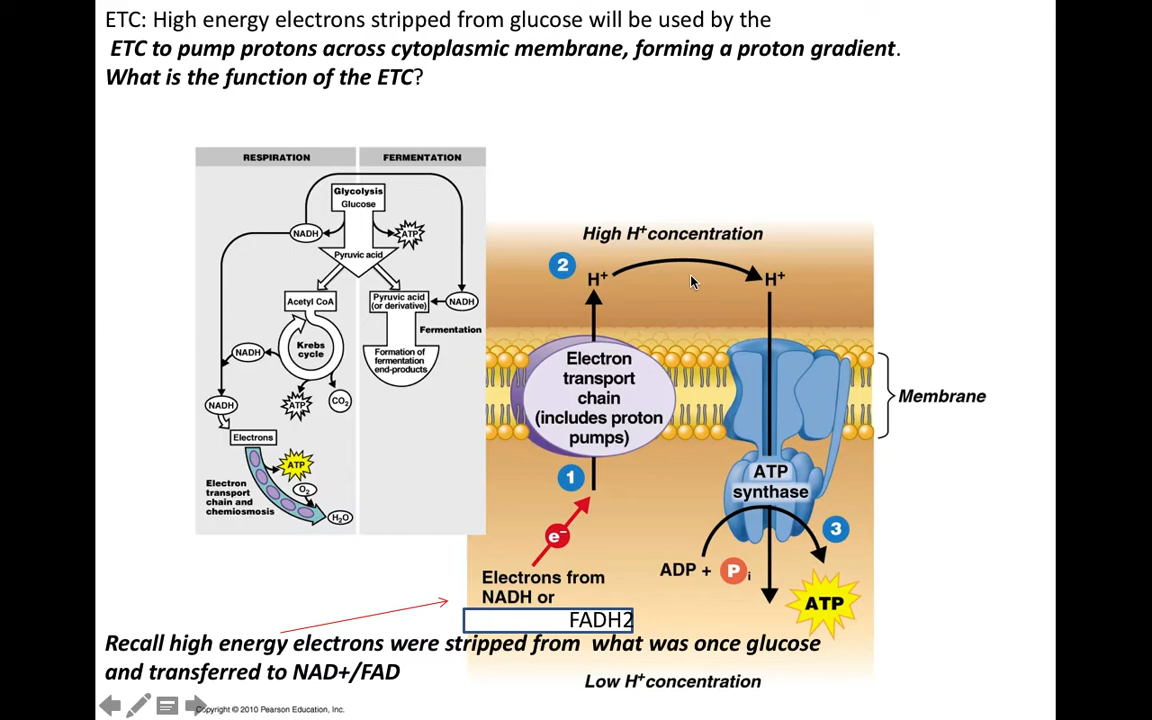 ETC: High energy electrons stripped from glucose will be used by the
ETC to pump protons across cytoplasmic membrane, forming a proton gradient.
What is the function of the ETC?
RESPIRATION
FERMENTATION
Glycolysis
Glucose
NADH
ATP
Pyruvic acid
Acetyl CoA
Pyruvic acid
(or derivative)
NADH
Fermentation
Krebs
cycle
NADH
Formation of
fermentation
end-products
ATP
CO2
NADH
Electrons
ATP
O2
Electron
transport
chain and
chemiosmosis
H2O
High H+ concentration
2
H+
H+
Electron
transport
chain
(includes proton
pumps)
Membrane
1
ATP
synthase
3
e-
ADP + Pi
ATP
Electrons from
NADH or
FADH2
Recall high energy electrons were stripped from what was once glucose
and transferred to NAD+/FAD
Low H+ concentration
Copyright © 2010 Pearson Education, Inc.